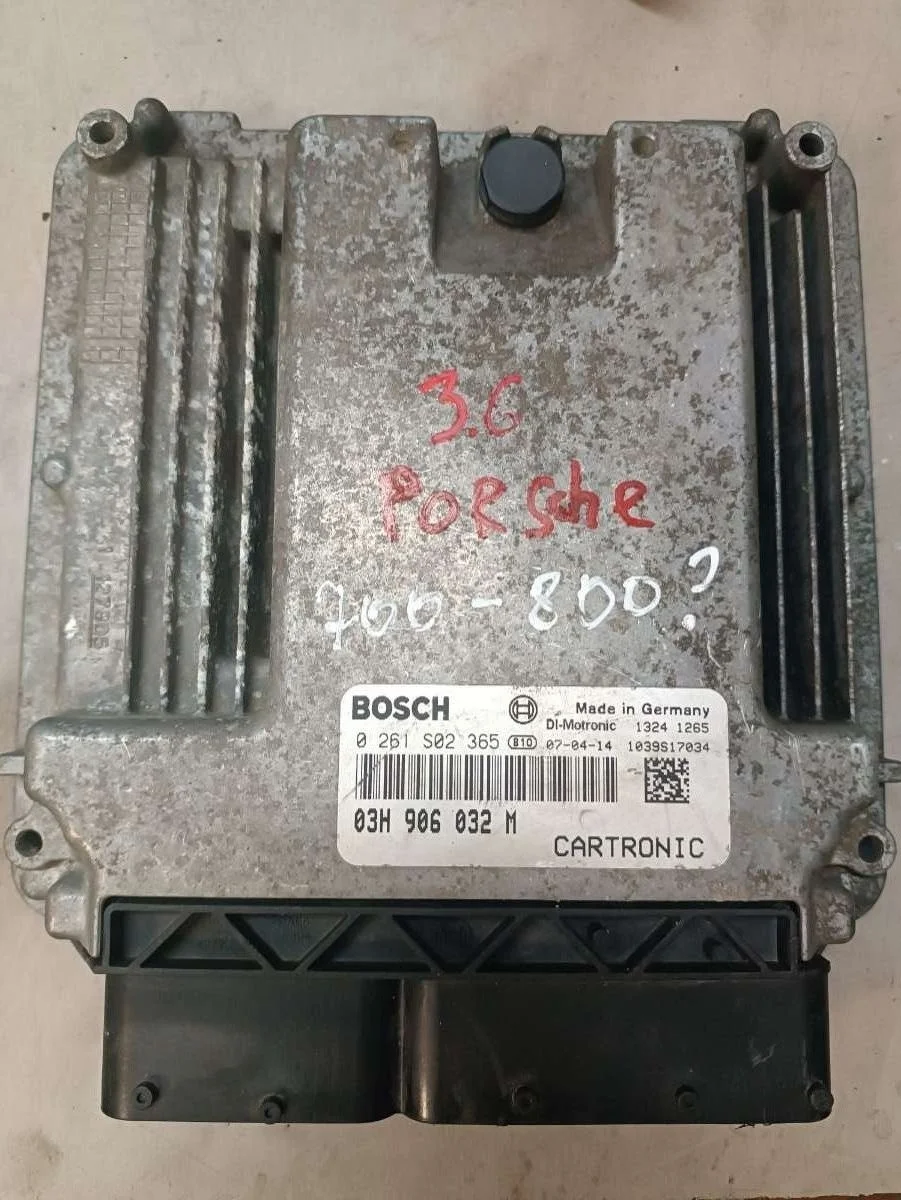 3.6
PORSche
700-800?
BOSCH Made in Germany
DI-Motronic 1324 1265
0 261 S02 365 810 07-04-14 1039S17034
03H 906 032 M
CARTRONIC